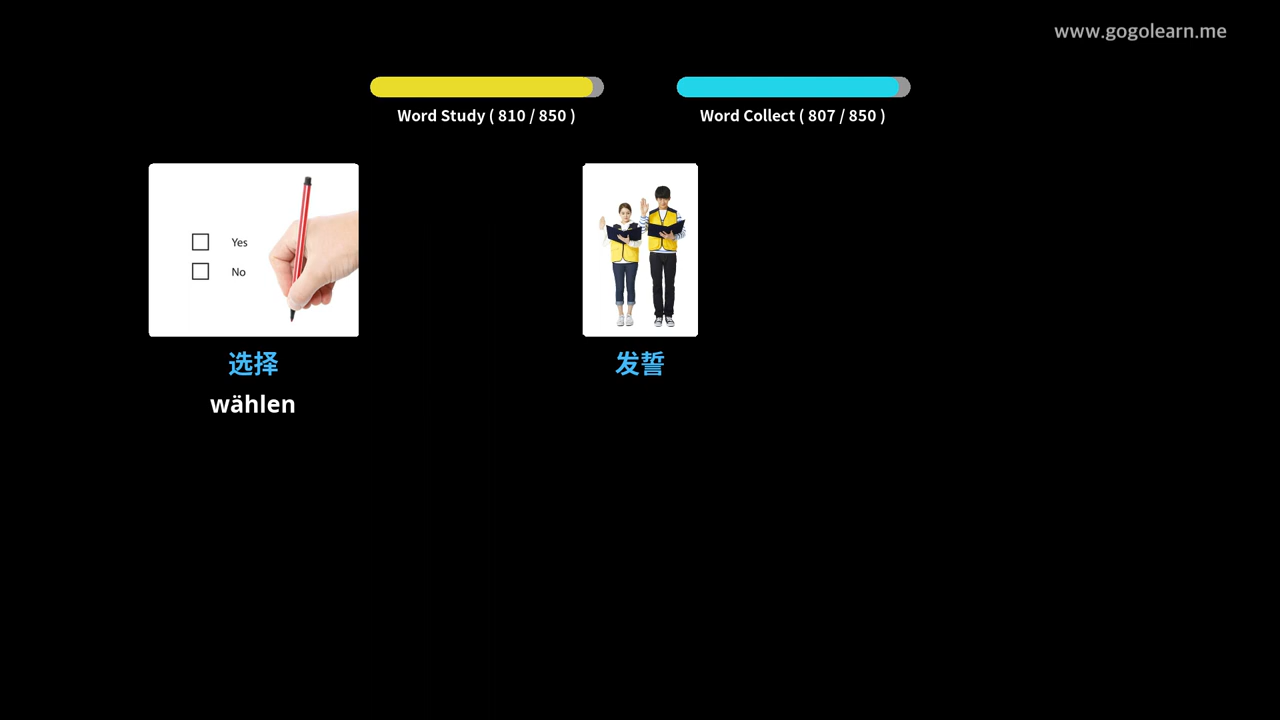 www.gogolearn.me
Word Study ( 810 / 850 )
Word Collect ( 807 / 850 )
Yes
No
选择
wählen
发誓